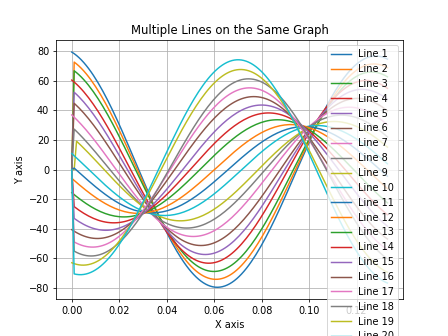 Multiple Lines on the Same Graph
Y axis
80
60
40
20
0
−20
−40
−60
−80
0.00
0.02
0.04
0.06
0.08
0.10
X axis
Line 1
Line 2
Line 3
Line 4
Line 5
Line 6
Line 7
Line 8
Line 9
Line 10
Line 11
Line 12
Line 13
Line 14
Line 15
Line 16
Line 17
Line 18
Line 19
Line 20